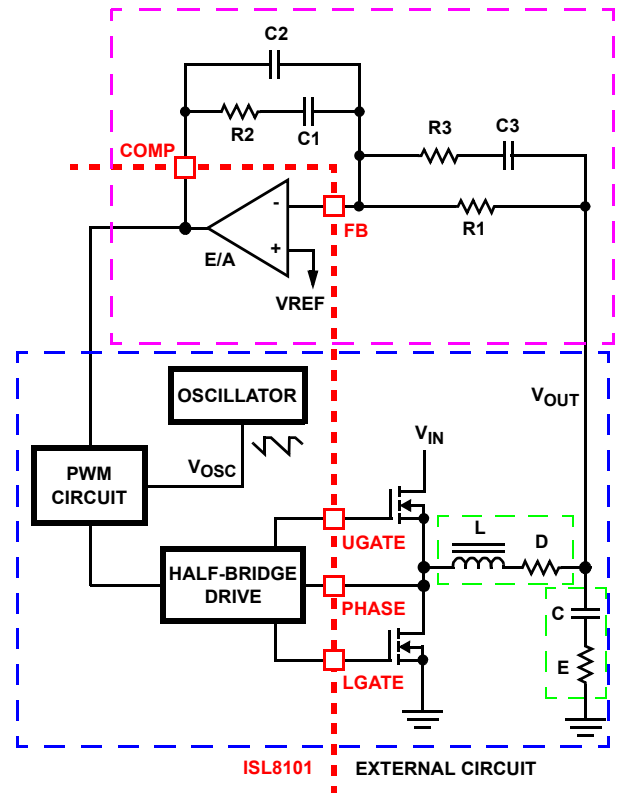 C2
R2
C1
R3
C3
COMP
-
+
E/A
FB
R1
VREF
OSCILLATOR
VOUT
VIN
PWM
CIRCUIT
VOSC
UGATE
L
D
HALF-BRIDGE
DRIVE
PHASE
C
E
LGATE
ISL8101
EXTERNAL CIRCUIT